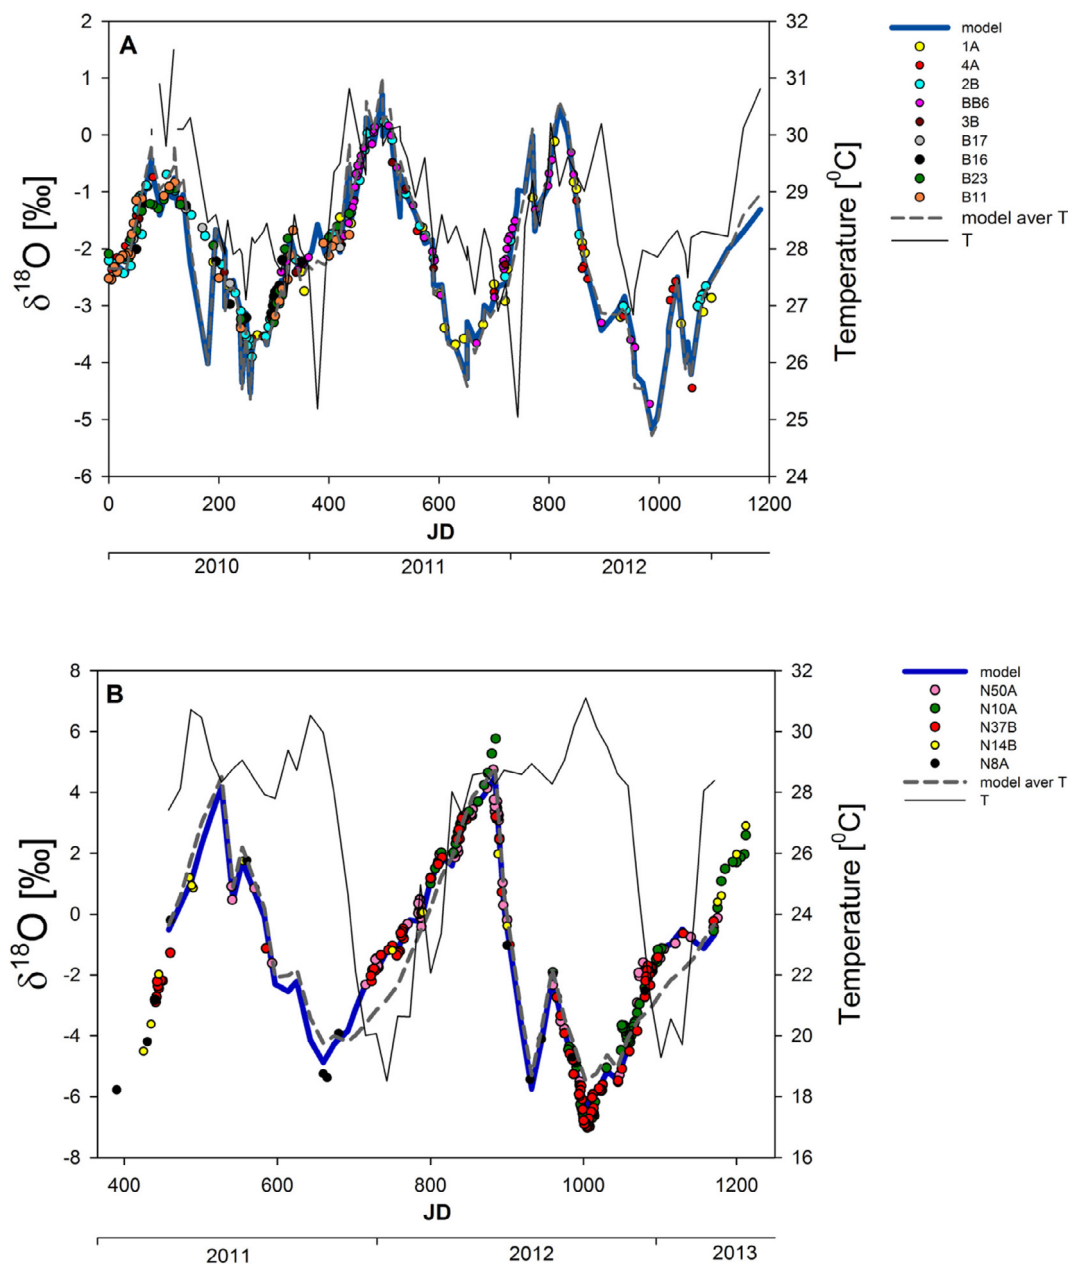 A
2
1
0
-1
-2
-3
-4
-5
-6
δ¹⁸O [‰]
0 200 400 600 800 1000 1200
JD
2010 2011 2012
32
31
30
29
28
27
26
25
24
Temperature [⁰C]
model
1A
4A
2B
BB6
3B
B17
B16
B23
B11
model aver T
T
B
8
6
4
2
0
-2
-4
-6
-8
δ¹⁸O [‰]
400 600 800 1000 1200
JD
2011 2012 2013
32
30
28
26
24
22
20
18
16
Temperature [⁰C]
model
N50A
N10A
N37B
N14B
N8A
model aver T
T